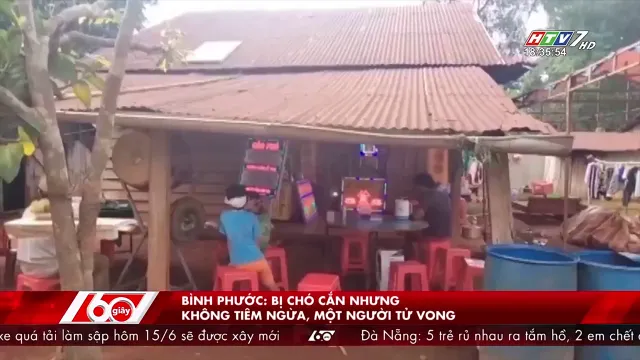 HTV7 HD
18:35:54
60 giây
BÌNH PHƯỚC: BỊ CHÓ CẮN NHƯNG
KHÔNG TIÊM NGỪA, MỘT NGƯỜI TỬ VONG
xe quá tải làm sập hôm 15/6 sẽ được xây mới 60 Đà Nẵng: 5 trẻ rủ nhau ra tắm hồ, 2 em chết